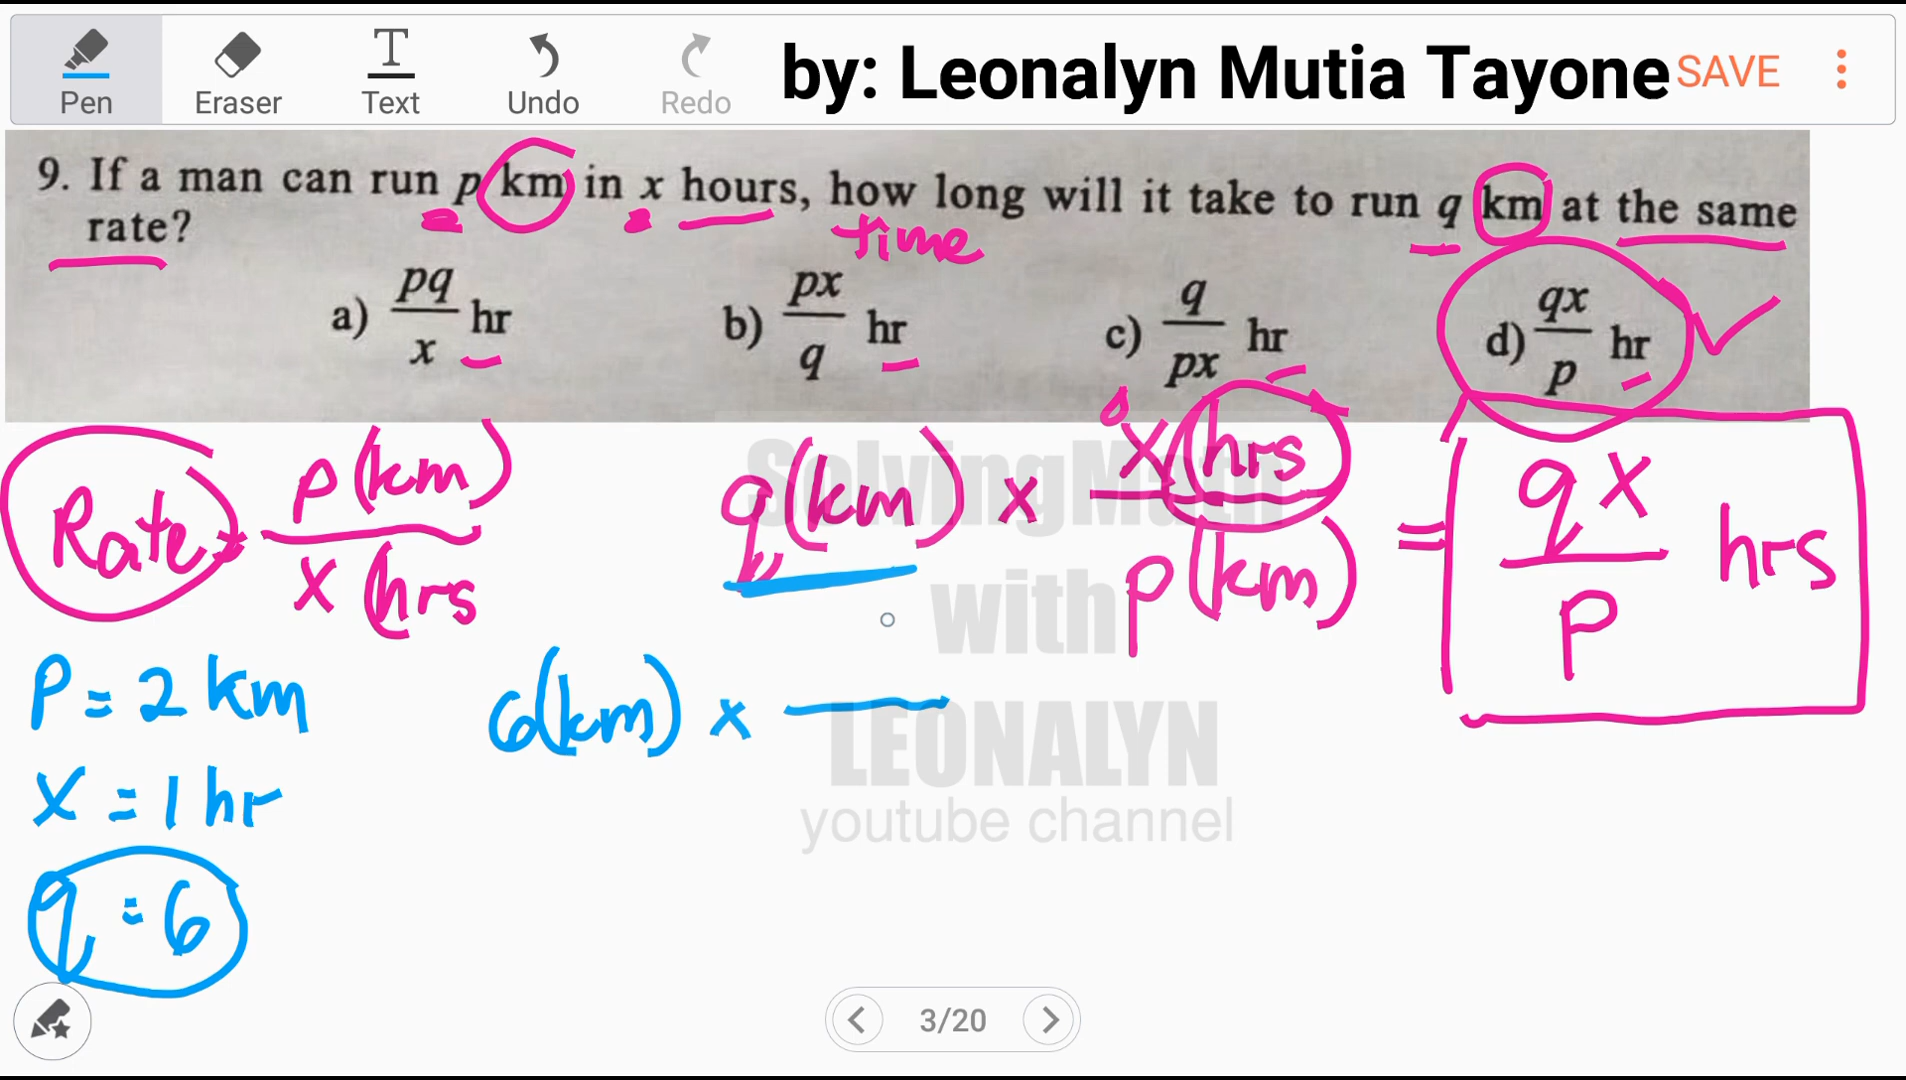 Pen
Eraser
Text
Undo
Redo
by: Leonalyn Mutia Tayone
SAVE
9. If a man can run p km in x hours, how long will it take to run q km at the same
rate?
time
a) pq/x hr
b) px/q hr
c) q/px hr
d) qx/p hr
Rate = p(km)/x(hrs
q(km) x x(hrs)/p(km) = qx/p hrs
SolvingMath
with
LEONALYN
youtube channel
P = 2 km
6(km) x
x = 1 hr
q = 6
3/20